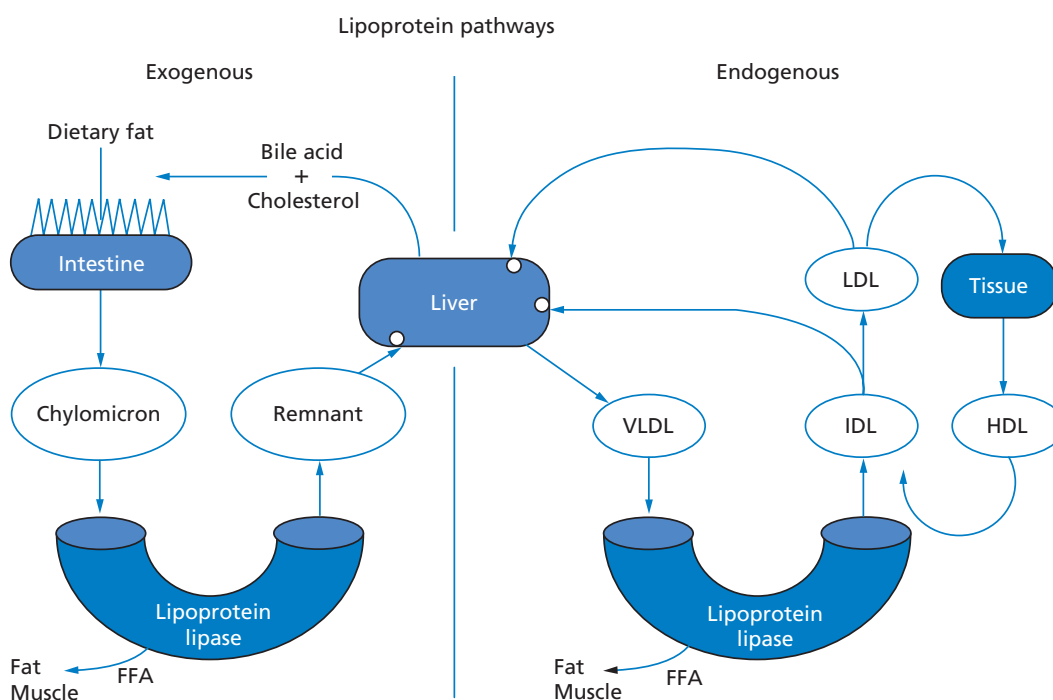 Lipoprotein pathways
Exogenous
Endogenous
Dietary fat
Bile acid
+
Cholesterol
Intestine
Liver
LDL
Tissue
Chylomicron
Remnant
VLDL
IDL
HDL
Lipoprotein
lipase
Lipoprotein
lipase
Fat
Muscle
FFA
Fat
Muscle
FFA